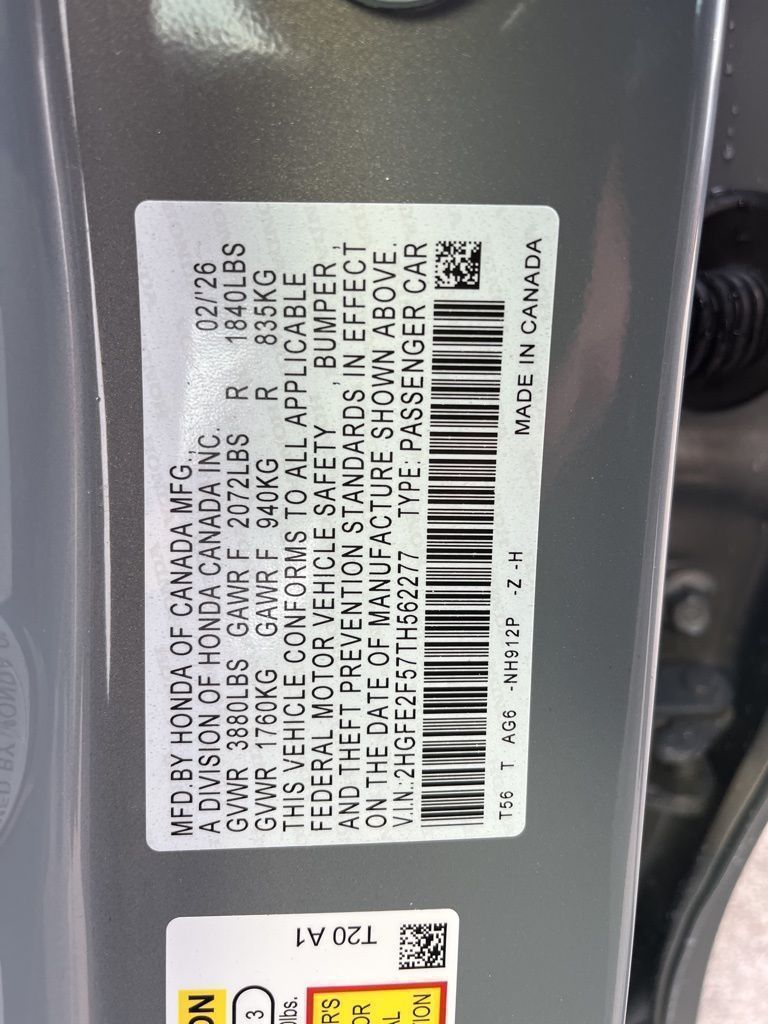 MFD.BY HONDA OF CANADA MFG.,
A DIVISION OF HONDA CANADA INC. 02/'26
GVWR 3880LBS GAWR F 2072LBS R 1840LBS
GVWR 1760KG GAWR F 940KG R 835KG
THIS VEHICLE CONFORMS TO ALL APPLICABLE
FEDERAL MOTOR VEHICLE SAFETY, BUMPER,
AND THEFT PREVENTION STANDARDS, IN EFFECT
ON THE DATE OF MANUFACTURE SHOWN ABOVE.
V.I.N.:2HGFE2F57TH562277 TYPE: PASSENGER CAR
T56 T AG6 -NH912P -Z -H MADE IN CANADA
T20 A1
3
lbs.